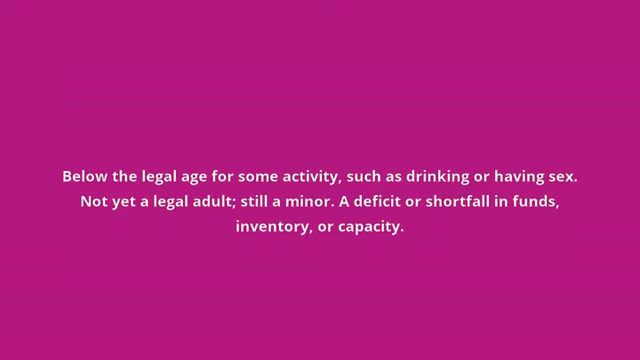 Below the legal age for some activity, such as drinking or having sex.
Not yet a legal adult; still a minor. A deficit or shortfall in funds,
inventory, or capacity.